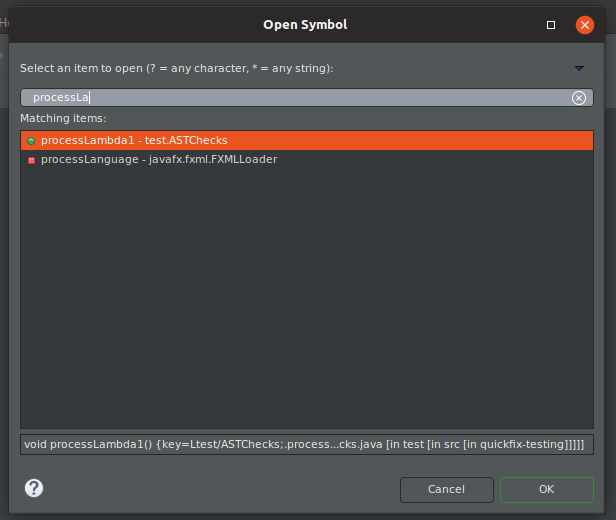 Open Symbol
Select an item to open (? = any character, * = any string):
processLa
Matching items:
processLambda1 - test.ASTChecks
processLanguage - javafx.fxml.FXMLLoader
void processLambda1() {key=Ltest/ASTChecks;.process...cks.java [in test [in src [in quickfix-testing]]]]]
Cancel
OK